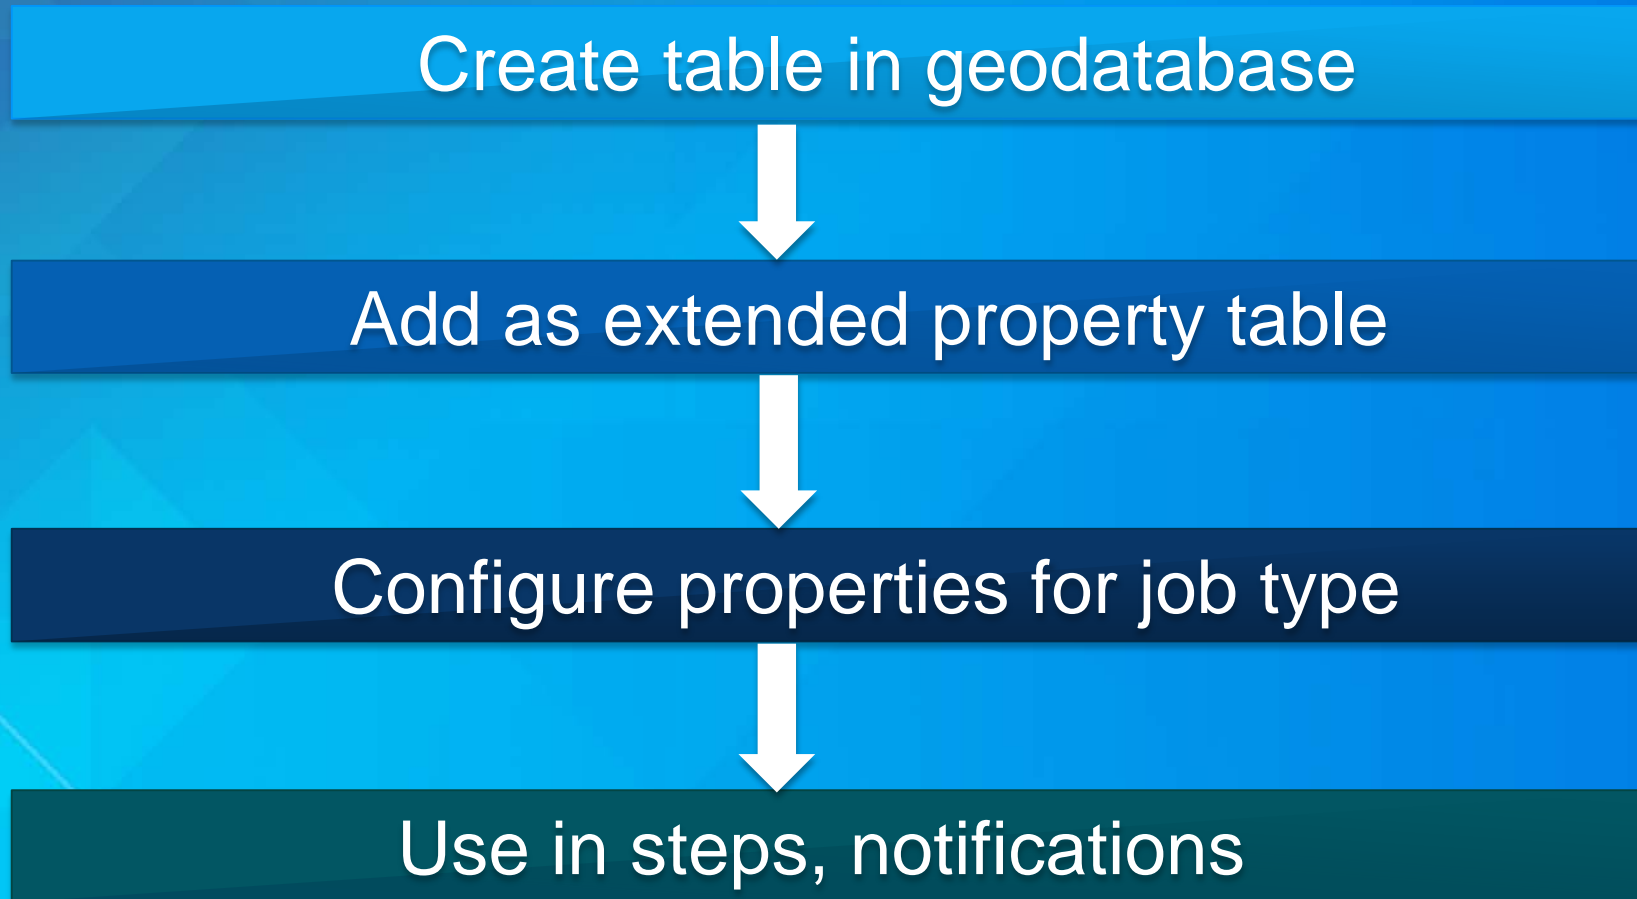 Create table in geodatabase
Add as extended property table
Configure properties for job type
Use in steps, notifications